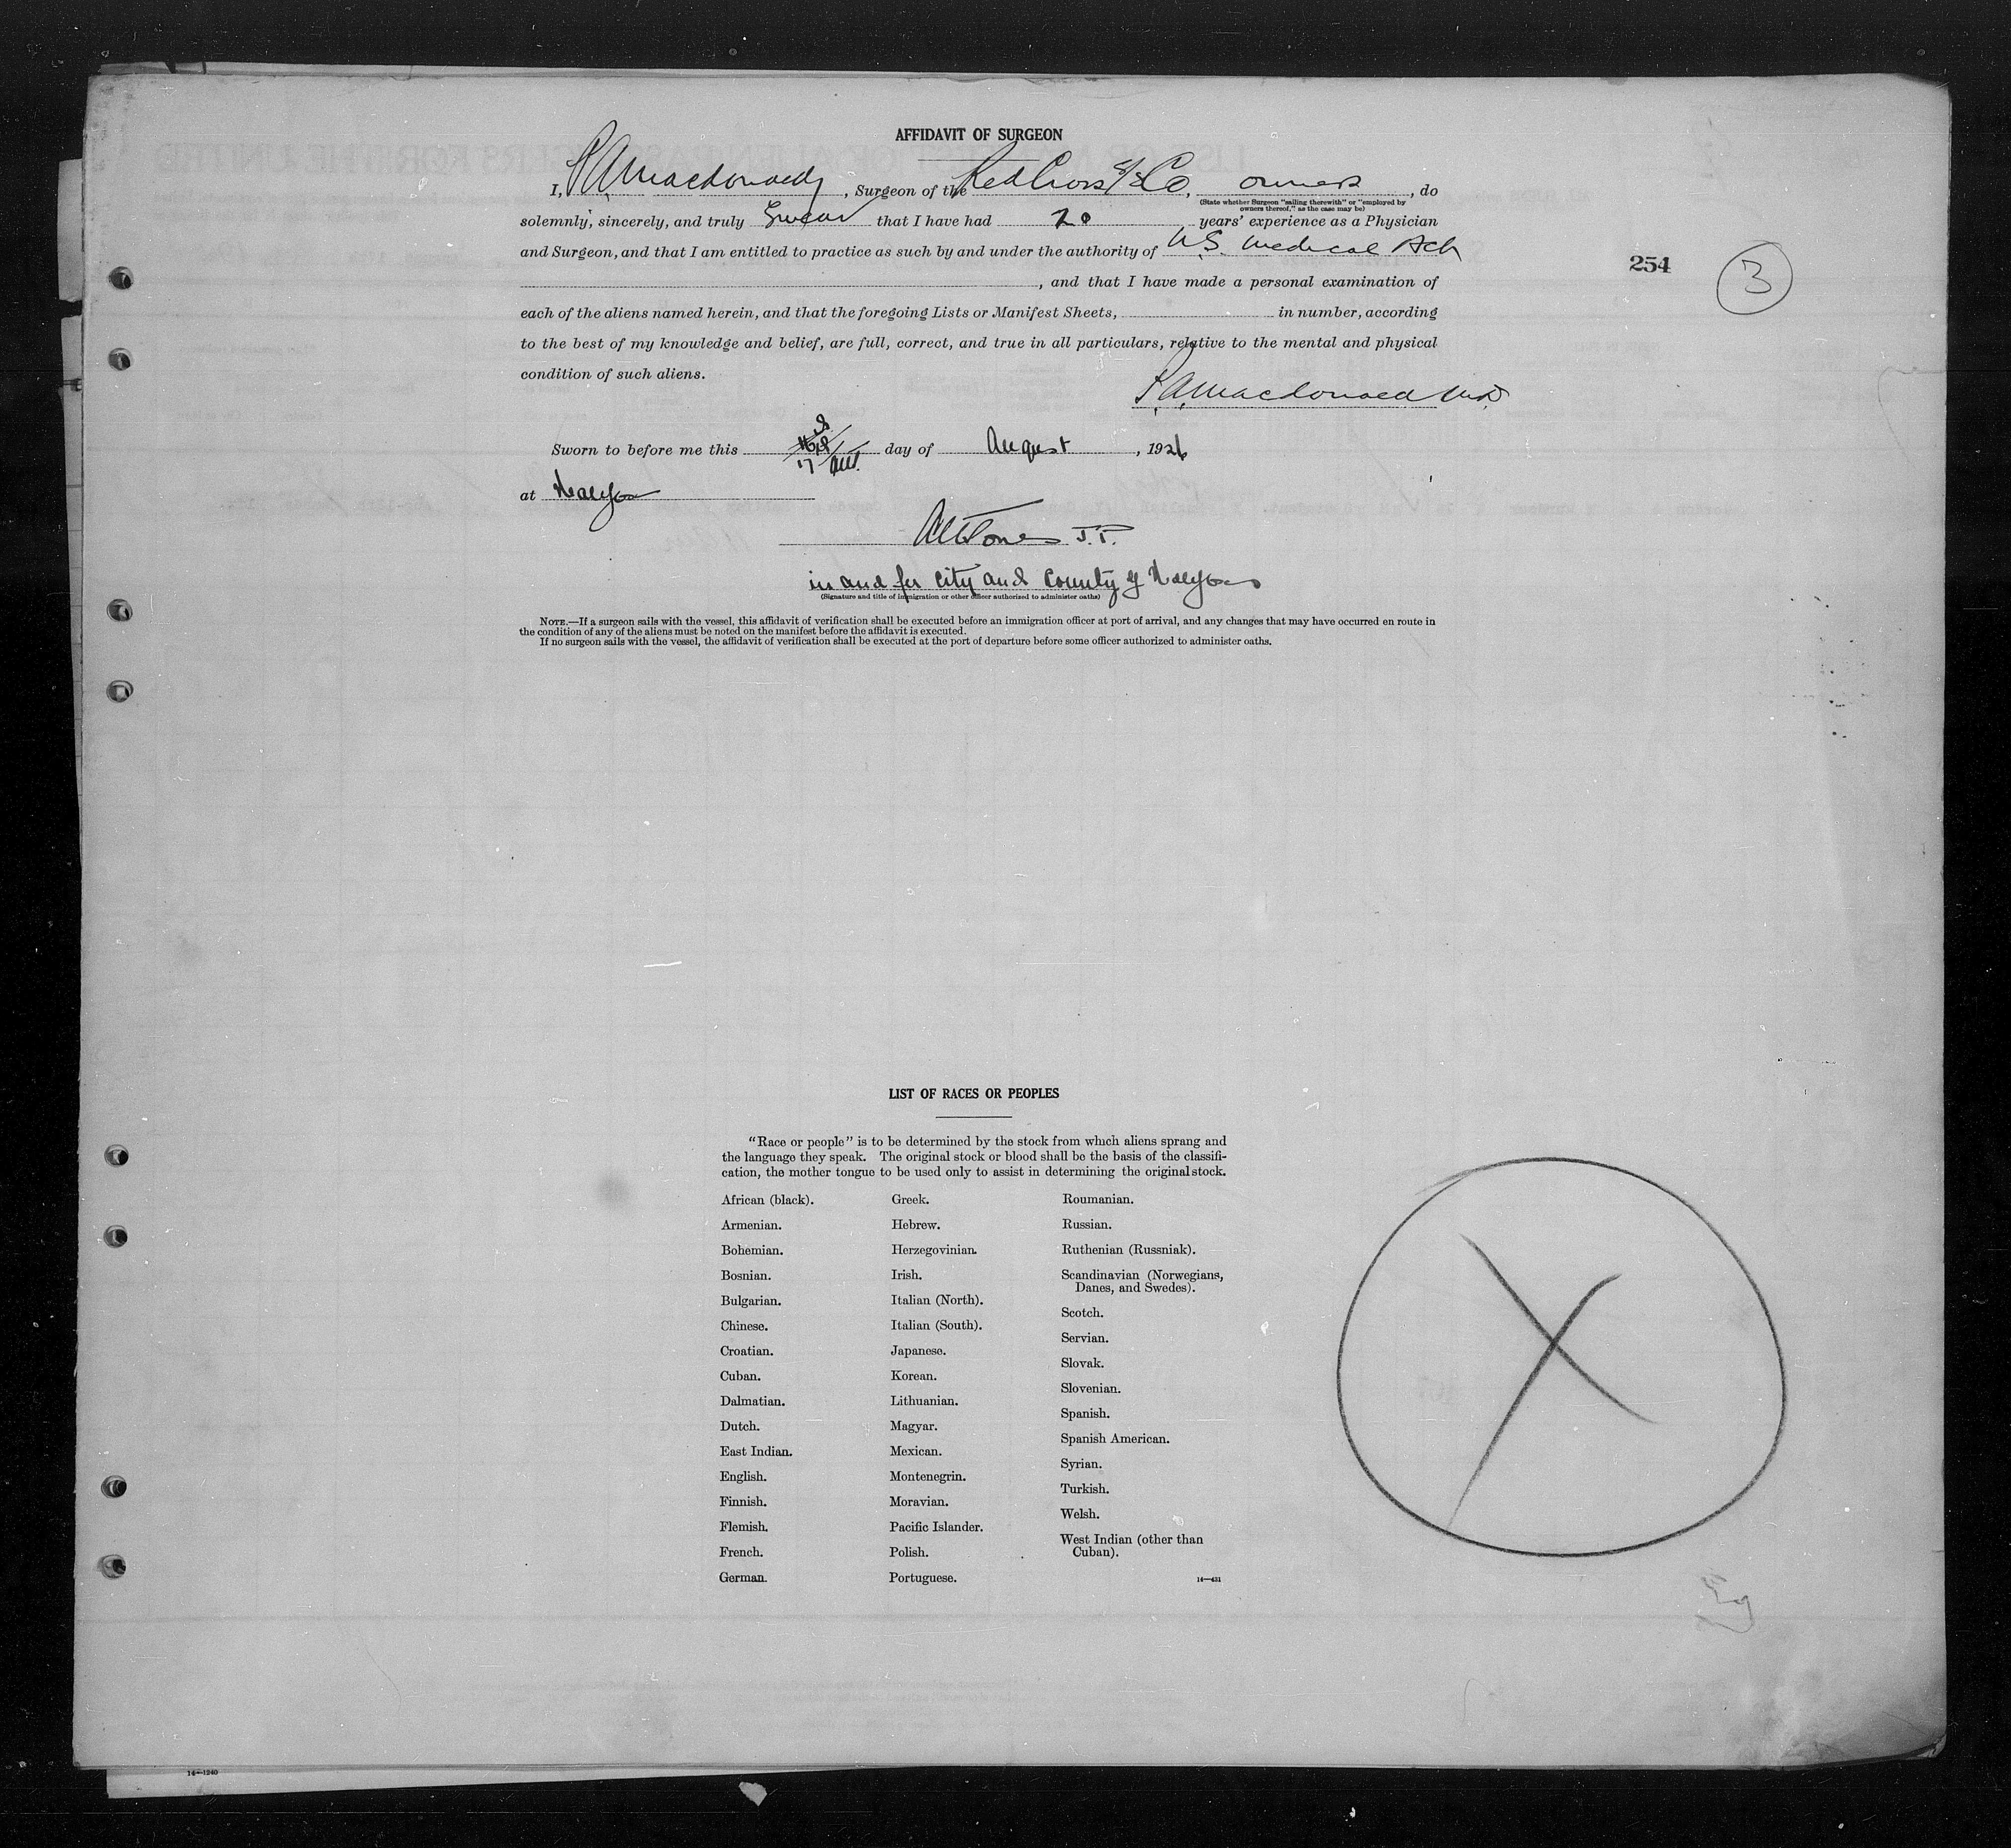 AFFIDAVIT OF SURGEON
I, P.A. Macdonald, Surgeon of the Red Cross S/S Co, owners, do
(State whether Surgeon "sailing therewith" or "employed by
owners thereof," as the case may be)
solemnly, sincerely, and truly Swear that I have had 20 years' experience as a Physician
and Surgeon, and that I am entitled to practice as such by and under the authority of N.S. Medical Act
254
3
, and that I have made a personal examination of
each of the aliens named herein, and that the foregoing Lists or Manifest Sheets, in number, according
to the best of my knowledge and belief, are full, correct, and true in all particulars, relative to the mental and physical
condition of such aliens.
P.A. Macdonald M.D.
Sworn to before me this 17 day of August, 1926
at Halifax
Jones J.P.
in and for City and County of Halifax
(Signature and title of immigration or other officer authorized to administer oaths)
NOTE.—If a surgeon sails with the vessel, this affidavit of verification shall be executed before an immigration officer at port of arrival, and any changes that may have occurred en route in
the condition of any of the aliens must be noted on the manifest before the affidavit is executed.
If no surgeon sails with the vessel, the affidavit of verification shall be executed at the port of departure before some officer authorized to administer oaths.
LIST OF RACES OR PEOPLES
"Race or people" is to be determined by the stock from which aliens sprang and
the language they speak. The original stock or blood shall be the basis of the classifi-
cation, the mother tongue to be used only to assist in determining the original stock.
African (black).
Armenian.
Bohemian.
Bosnian.
Bulgarian.
Chinese.
Croatian.
Cuban.
Dalmatian.
Dutch.
East Indian.
English.
Finnish.
Flemish.
French.
German.
Greek.
Hebrew.
Herzegovinian.
Irish.
Italian (North).
Italian (South).
Japanese.
Korean.
Lithuanian.
Magyar.
Mexican.
Montenegrin.
Moravian.
Pacific Islander.
Polish.
Portuguese.
Roumanian.
Russian.
Ruthenian (Russniak).
Scandinavian (Norwegians,
Danes, and Swedes).
Scotch.
Servian.
Slovak.
Slovenian.
Spanish.
Spanish American.
Syrian.
Turkish.
Welsh.
West Indian (other than
Cuban).
14—431
X
14—1240